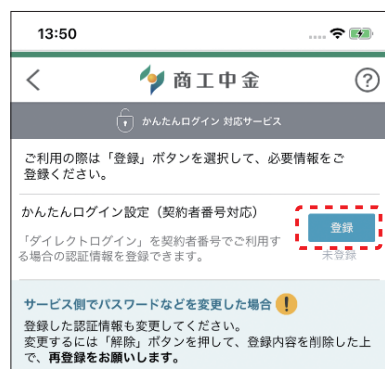 13:50
商工中金
?
かんたんログイン 対応サービス
ご利用の際は「登録」ボタンを選択して、必要情報をご
登録ください。
かんたんログイン設定（契約者番号対応）
登録
「ダイレクトログイン」を契約者番号でご利用す
る場合の認証情報を登録できます。
未登録
サービス側でパスワードなどを変更した場合 !
登録した認証情報も変更してください。
変更するには「解除」ボタンを押して、登録内容を削除した上
で、再登録をお願いします。